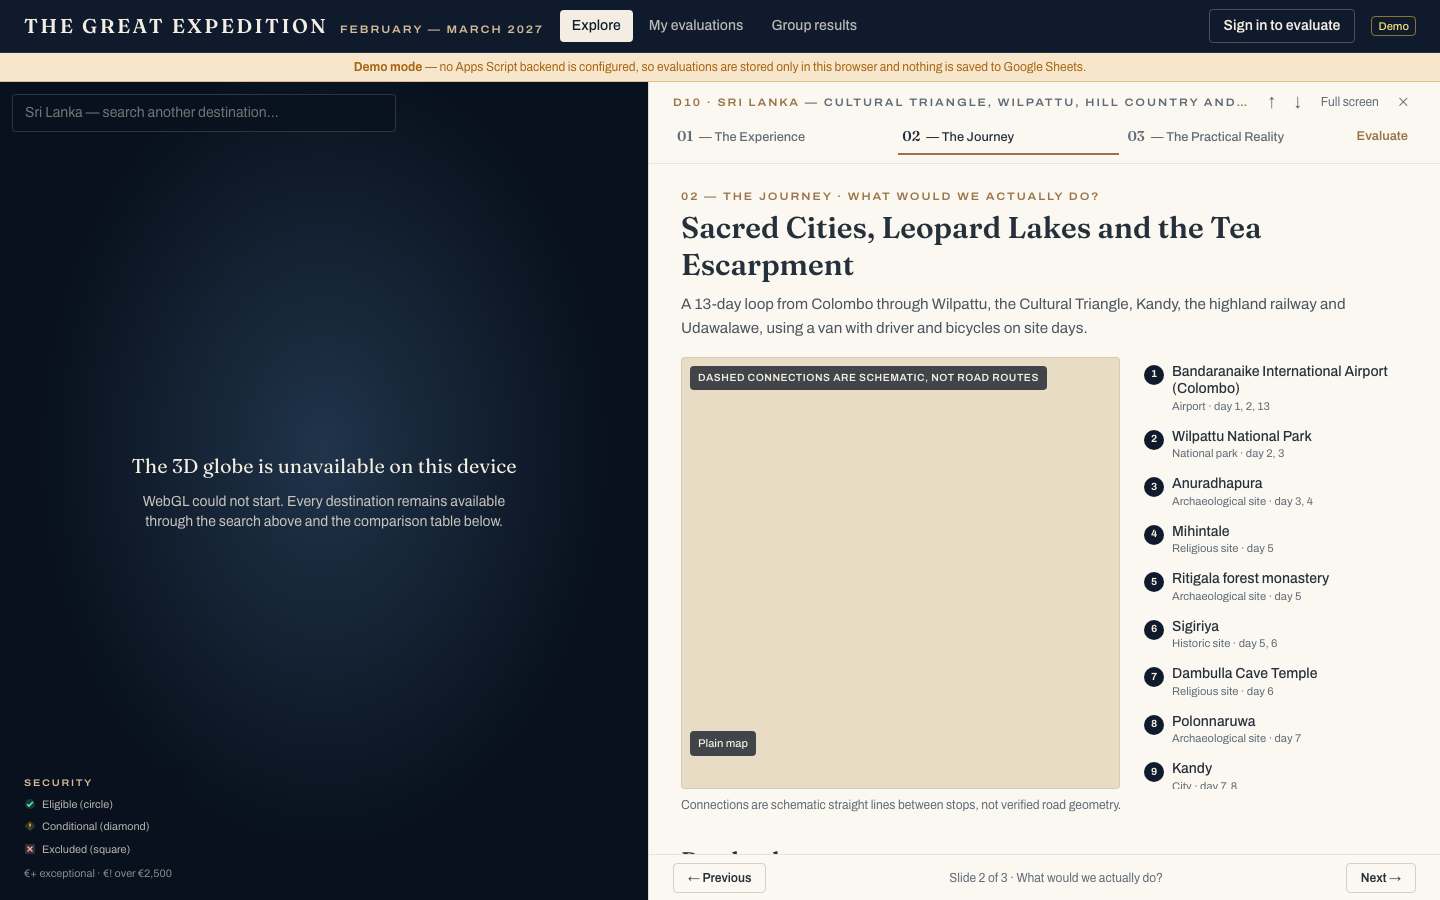 THE GREAT EXPEDITION FEBRUARY — MARCH 2027 Explore My evaluations Group results Sign in to evaluate Demo
Demo mode — no Apps Script backend is configured, so evaluations are stored only in this browser and nothing is saved to Google Sheets.
Sri Lanka — search another destination...
The 3D globe is unavailable on this device
WebGL could not start. Every destination remains available
through the search above and the comparison table below.
SECURITY
Eligible (circle)
Conditional (diamond)
Excluded (square)
€+ exceptional · €! over €2,500
D10 · SRI LANKA — CULTURAL TRIANGLE, WILPATTU, HILL COUNTRY AND... ↑ ↓ Full screen ×
01 — The Experience 02 — The Journey 03 — The Practical Reality Evaluate
02 — THE JOURNEY · WHAT WOULD WE ACTUALLY DO?
Sacred Cities, Leopard Lakes and the Tea
Escarpment
A 13-day loop from Colombo through Wilpattu, the Cultural Triangle, Kandy, the highland railway and
Udawalawe, using a van with driver and bicycles on site days.
DASHED CONNECTIONS ARE SCHEMATIC, NOT ROAD ROUTES
Plain map
Connections are schematic straight lines between stops, not verified road geometry.
1 Bandaranaike International Airport
(Colombo)
Airport · day 1, 2, 13
2 Wilpattu National Park
National park · day 2, 3
3 Anuradhapura
Archaeological site · day 3, 4
4 Mihintale
Religious site · day 5
5 Ritigala forest monastery
Archaeological site · day 5
6 Sigiriya
Historic site · day 5, 6
7 Dambulla Cave Temple
Religious site · day 6
8 Polonnaruwa
Archaeological site · day 7
9 Kandy
City · day 7, 8
← Previous Slide 2 of 3 · What would we actually do? Next →